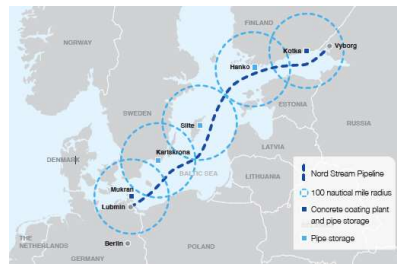 FINLAND
NORWAY
Kotka
Vyborg
Hanko
SWEDEN
ESTONIA
RUSSIA
Slite
LATVIA
Karlskrona
DENMARK
BALTIC SEA
LITHUANIA
Mukran
Lubmin
THE
NETHERLANDS
Berlin
POLAND
GERMANY
Nord Stream Pipeline
100 nautical mile radius
Concrete coating plant
and pipe storage
Pipe storage